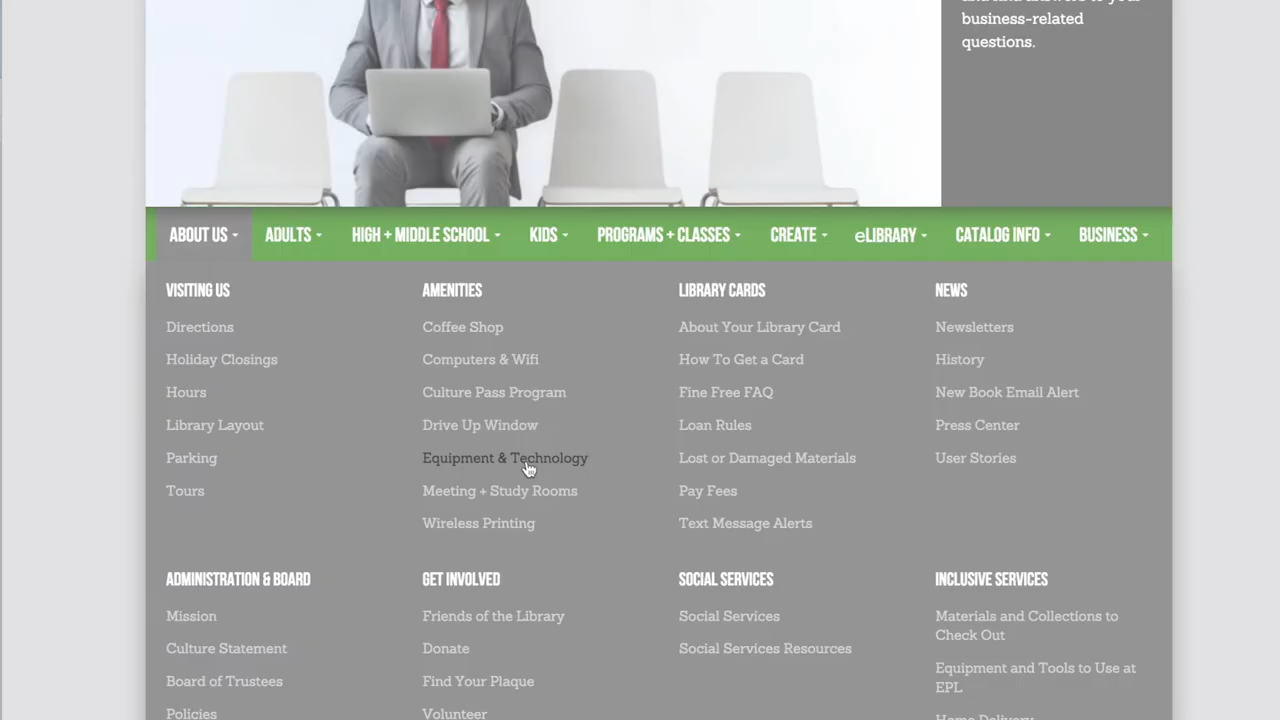 business-related
questions.
ABOUT US
ADULTS
HIGH + MIDDLE SCHOOL
KIDS
PROGRAMS + CLASSES
CREATE
eLIBRARY
CATALOG INFO
BUSINESS
VISITING US
Directions
Holiday Closings
Hours
Library Layout
Parking
Tours
AMENITIES
Coffee Shop
Computers & Wifi
Culture Pass Program
Drive Up Window
Equipment & Technology
Meeting + Study Rooms
Wireless Printing
LIBRARY CARDS
About Your Library Card
How To Get a Card
Fine Free FAQ
Loan Rules
Lost or Damaged Materials
Pay Fees
Text Message Alerts
NEWS
Newsletters
History
New Book Email Alert
Press Center
User Stories
ADMINISTRATION & BOARD
Mission
Culture Statement
Board of Trustees
Policies
GET INVOLVED
Friends of the Library
Donate
Find Your Plaque
Volunteer
SOCIAL SERVICES
Social Services
Social Services Resources
INCLUSIVE SERVICES
Materials and Collections to
Check Out
Equipment and Tools to Use at
EPL
Home Delivery